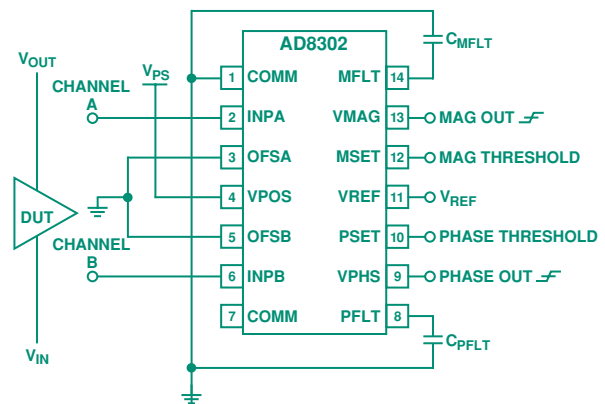 AD8302
CMFLT
VOUT
VPS
CHANNEL
A
1 COMM MFLT 14
2 INPA VMAG 13 MAG OUT
3 OFSA MSET 12 MAG THRESHOLD
4 VPOS VREF 11 VREF
DUT
5 OFSB PSET 10 PHASE THRESHOLD
CHANNEL
B
6 INPB VPHS 9 PHASE OUT
7 COMM PFLT 8
CPFLT
VIN